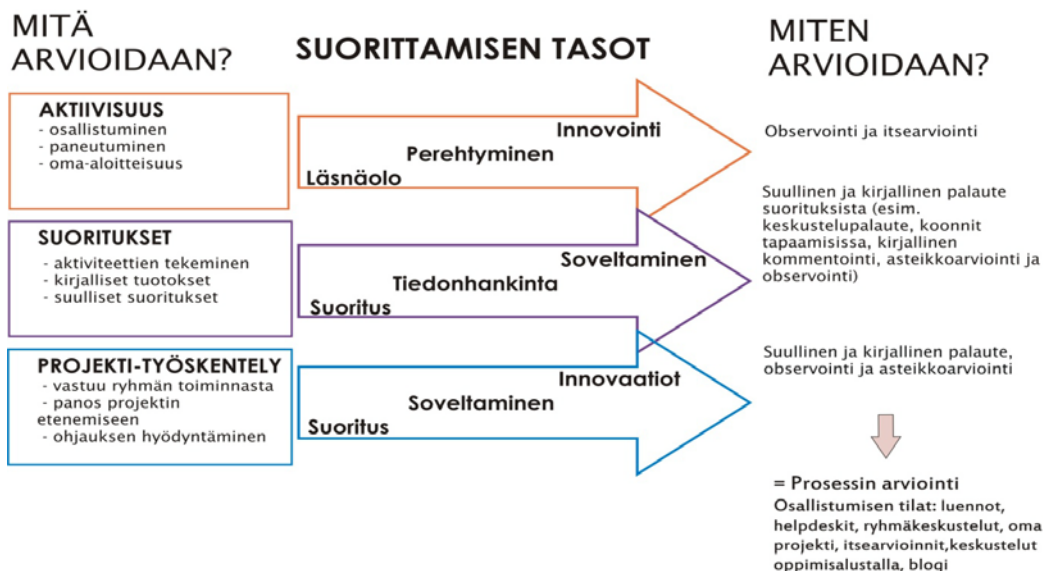 MITÄ
ARVIOIDAAN?
SUORITTAMISEN TASOT
MITEN
ARVIOIDAAN?
AKTIIVISUUS
- osallistuminen
- paneutuminen
- oma-aloitteisuus
Innovointi
Perehtyminen
Läsnäolo
Observointi ja itsearviointi
SUORITUKSET
- aktiviteettien tekeminen
- kirjalliset tuotokset
- suulliset suoritukset
Soveltaminen
Tiedonhankinta
Suoritus
Suullinen ja kirjallinen palaute
suorituksista (esim.
keskustelupalaute, koonnit
tapaamisissa, kirjallinen
kommentointi, asteikkoarviointi ja
observointi)
PROJEKTI-TYÖSKENTELY
- vastuu ryhmän toiminnasta
- panos projektin
etenemiseen
- ohjauksen hyödyntäminen
Innovaatiot
Soveltaminen
Suoritus
Suullinen ja kirjallinen palaute,
observointi ja asteikkoarviointi
= Prosessin arviointi
Osallistumisen tilat: luennot,
helpdeskit, ryhmäkeskustelut, oma
projekti, itsearvioinnit,keskustelut
oppimisalustalla, blogi